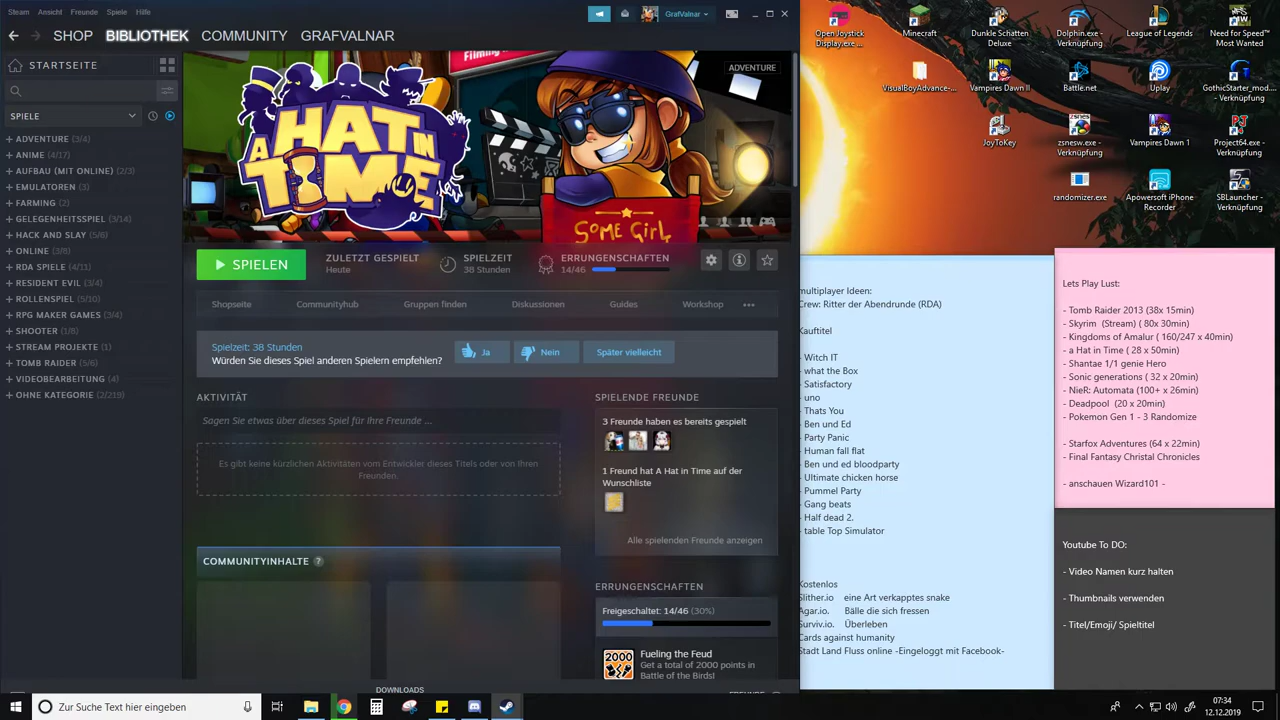 Steam Ansicht Freunde Spiele Hilfe
GrafValnar
SHOP BIBLIOTHEK COMMUNITY GRAFVALNAR
STARTSEITE
SPIELE
+ ADVENTURE (3/4)
+ ANIME (4/17)
+ AUFBAU (MIT ONLINE) (2/3)
+ EMULATOREN (3)
+ FARMING (2)
+ GELEGENHEITSSPIEL (3/14)
+ HACK AND SLAY (5/6)
+ ONLINE (3/8)
+ RDA SPIELE (4/11)
+ RESIDENT EVIL (3/4)
+ ROLLENSPIEL (5/10)
+ RPG MAKER GAMES (3/4)
+ SHOOTER (1/8)
+ STREAM PROJEKTE (1)
+ TOMB RAIDER (5/6)
+ VIDEOBEARBEITUNG (4)
+ OHNE KATEGORIE (2/219)
ADVENTURE
A HAT IN TIME
SOME GIRL
SPIELEN
ZULETZT GESPIELT
Heute
SPIELZEIT
38 Stunden
ERRUNGENSCHAFTEN
14/46
Shopseite Communityhub Gruppen finden Diskussionen Guides Workshop
Spielzeit: 38 Stunden
Würden Sie dieses Spiel anderen Spielern empfehlen?
Ja Nein Später vielleicht
AKTIVITÄT
Sagen Sie etwas über dieses Spiel für Ihre Freunde ...
Es gibt keine kürzlichen Aktivitäten vom Entwickler dieses Titels oder von Ihren
Freunden.
COMMUNITYINHALTE ?
SPIELENDE FREUNDE
3 Freunde haben es bereits gespielt
1 Freund hat A Hat in Time auf der
Wunschliste
Alle spielenden Freunde anzeigen
ERRUNGENSCHAFTEN
Freigeschaltet: 14/46 (30%)
2000
Fueling the Feud
Get a total of 2000 points in
Battle of the Birds!
DOWNLOADS
Open Joystick
Display.exe ...
Minecraft
Dunkle Schatten
Deluxe
Dolphin.exe -
Verknüpfung
League of Legends
Need for Speed™
Most Wanted
VisualBoyAdvance-...
Vampires Dawn II
Battle.net
Uplay
GothicStarter_mod....
- Verknüpfung
JoyToKey
zsnesw.exe -
Verknüpfung
Vampires Dawn 1
Project64.exe -
Verknüpfung
randomizer.exe
Apowersoft iPhone
Recorder
SBLauncher -
Verknüpfung
multiplayer Ideen:
Crew: Ritter der Abendrunde (RDA)
Kauftitel
- Witch IT
- what the Box
- Satisfactory
- uno
- Thats You
- Ben und Ed
- Party Panic
- Human fall flat
- Ben und ed bloodparty
- Ultimate chicken horse
- Pummel Party
- Gang beats
- Half dead 2.
- table Top Simulator
Kostenlos
Slither.io eine Art verkapptes snake
Agar.io. Bälle die sich fressen
Surviv.io. Überleben
Cards against humanity
Stadt Land Fluss online -Eingeloggt mit Facebook-
Lets Play Lust:
- Tomb Raider 2013 (38x 15min)
- Skyrim (Stream) ( 80x 30min)
- Kingdoms of Amalur ( 160/247 x 40min)
- a Hat in Time ( 28 x 50min)
- Shantae 1/1 genie Hero
- Sonic generations ( 32 x 20min)
- NieR: Automata (100+ x 26min)
- Deadpool (20 x 20min)
- Pokemon Gen 1 - 3 Randomize
- Starfox Adventures (64 x 22min)
- Final Fantasy Christal Chronicles
- anschauen Wizard101 -
Youtube To DO:
- Video Namen kurz halten
- Thumbnails verwenden
- Titel/Emoji/ Spieltitel
Zur Suche Text hier eingeben
07:34
12.12.2019